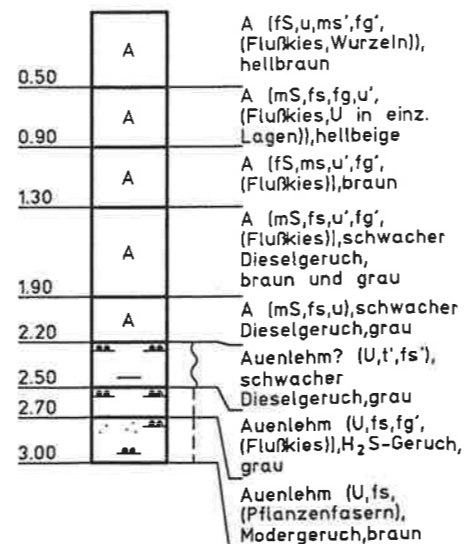 A (fS,u,ms',fg',
(Flußkies,Wurzeln)),
hellbraun
A
0.50
A (mS,fs,fg,u',
(Flußkies,U in einz.
Lagen)),hellbeige
A
0.90
A (fS,ms,u',fg',
(Flußkies)),braun
A
1.30
A (mS,fs,u',fg',
(Flußkies)),schwacher
Dieselgeruch,
braun und grau
A
1.90
A (mS,fs,u),schwacher
Dieselgeruch,grau
A
2.20
Auenlehm? (U,t',fs'),
schwacher
Dieselgeruch,grau
2.50
Auenlehm (U,fs,fg',
(Flußkies)),H₂S-Geruch,
grau
2.70
Auenlehm (U,fs,
(Pflanzenfasern),
Modergeruch,braun
3.00